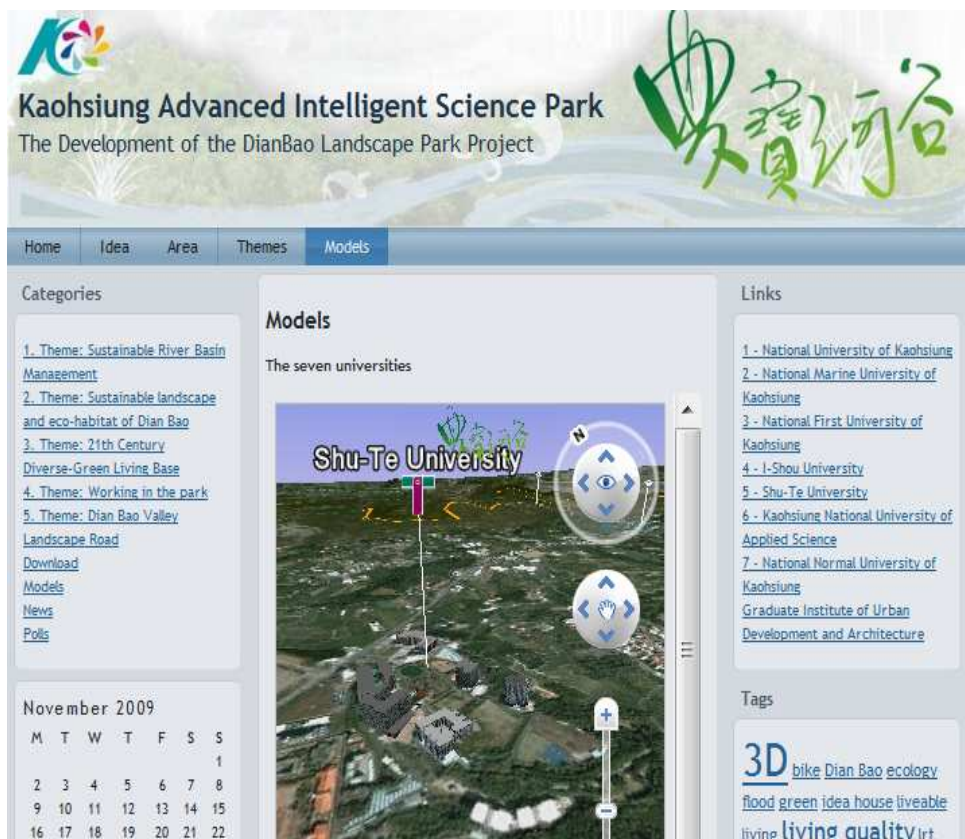 Kaohsiung Advanced Intelligent Science Park
The Development of the DianBao Landscape Park Project
典寶河谷
Home Idea Area Themes Models
Categories
1. Theme: Sustainable River Basin
Management
2. Theme: Sustainable landscape
and eco-habitat of Dian Bao
3. Theme: 21th Century
Diverse-Green Living Base
4. Theme: Working in the park
5. Theme: Dian Bao Valley
Landscape Road
Download
Models
News
Polls
November 2009
M T W T F S S
1
2 3 4 5 6 7 8
9 10 11 12 13 14 15
16 17 18 19 20 21 22
Models
The seven universities
典寶河谷
Shu-Te University
N
Links
1 - National University of Kaohsiung
2 - National Marine University of
Kaohsiung
3 - National First University of
Kaohsiung
4 - I-Shou University
5 - Shu-Te University
6 - Kaohsiung National University of
Applied Science
7 - National Normal University of
Kaohsiung
Graduate Institute of Urban
Development and Architecture
Tags
3D bike Dian Bao ecology
flood green idea house liveable
living living quality lrt